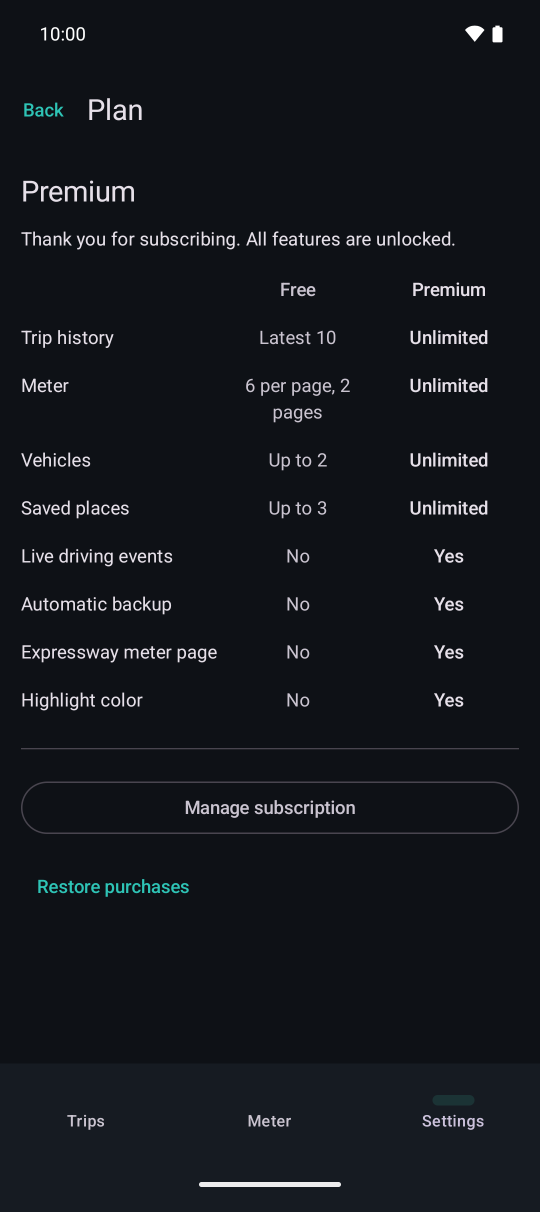 10:00
Back Plan
Premium
Thank you for subscribing. All features are unlocked.
Free Premium
Trip history Latest 10 Unlimited
Meter 6 per page, 2 pages Unlimited
Vehicles Up to 2 Unlimited
Saved places Up to 3 Unlimited
Live driving events No Yes
Automatic backup No Yes
Expressway meter page No Yes
Highlight color No Yes
Manage subscription
Restore purchases
Trips Meter Settings